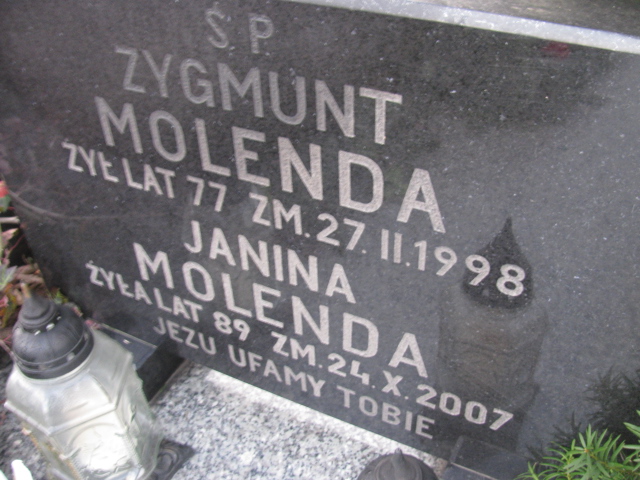 Ś P
ZYGMUNT
MOLENDA
ŻYŁ LAT 77 ZM. 27. II. 1998
JANINA
MOLENDA
ŻYŁA LAT 89 ZM. 24. X. 2007
JEZU UFAMY TOBIE